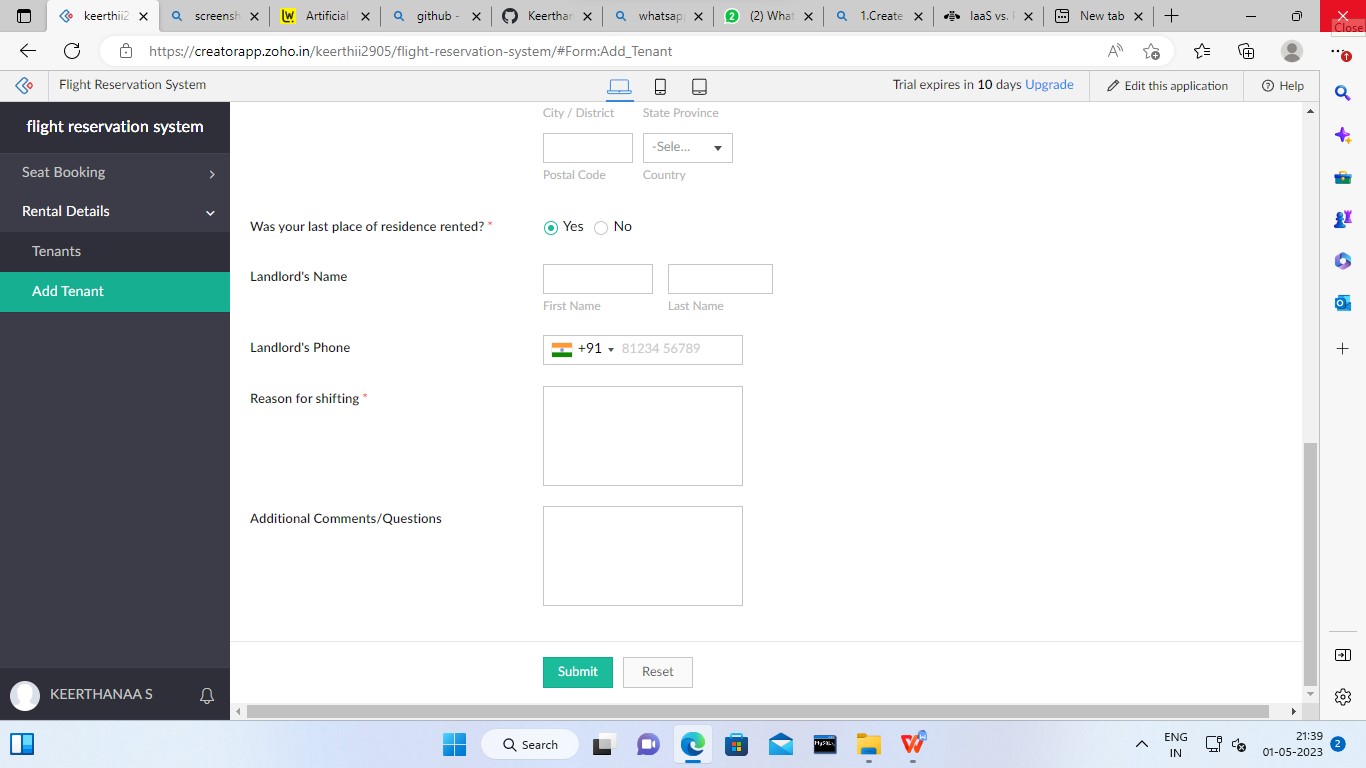 keerthii2
screensh
Artificial
github -
Keerthar
whatsap
(2) What
1.Create
IaaS vs.
New tab
Close
https://creatorapp.zoho.in/keerthii2905/flight-reservation-system/#Form:Add_Tenant
Flight Reservation System
Trial expires in 10 days Upgrade
Edit this application
Help
flight reservation system
Seat Booking
Rental Details
Tenants
Add Tenant
KEERTHANAA S
City / District State Province
-Sele...
Postal Code Country
Was your last place of residence rented? * Yes No
Landlord's Name
First Name Last Name
Landlord's Phone +91 81234 56789
Reason for shifting *
Additional Comments/Questions
Submit Reset
Search
ENG
IN
21:39
01-05-2023
2